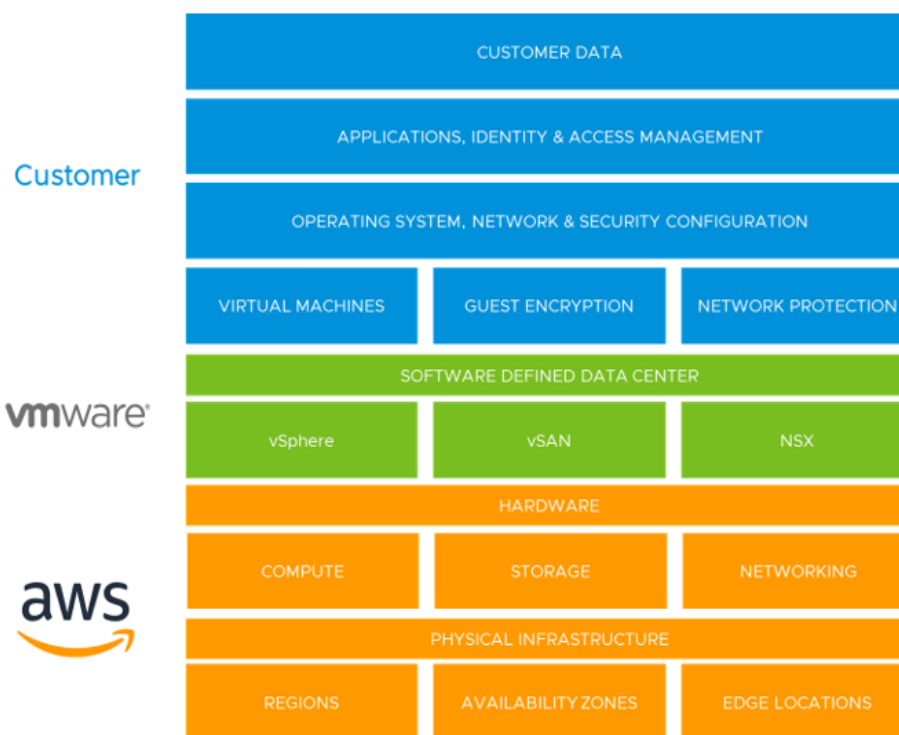 CUSTOMER DATA
APPLICATIONS, IDENTITY & ACCESS MANAGEMENT
Customer
OPERATING SYSTEM, NETWORK & SECURITY CONFIGURATION
VIRTUAL MACHINES
GUEST ENCRYPTION
NETWORK PROTECTION
SOFTWARE DEFINED DATA CENTER
vmware®
vSphere
vSAN
NSX
HARDWARE
COMPUTE
STORAGE
NETWORKING
aws
PHYSICAL INFRASTRUCTURE
REGIONS
AVAILABILITY ZONES
EDGE LOCATIONS